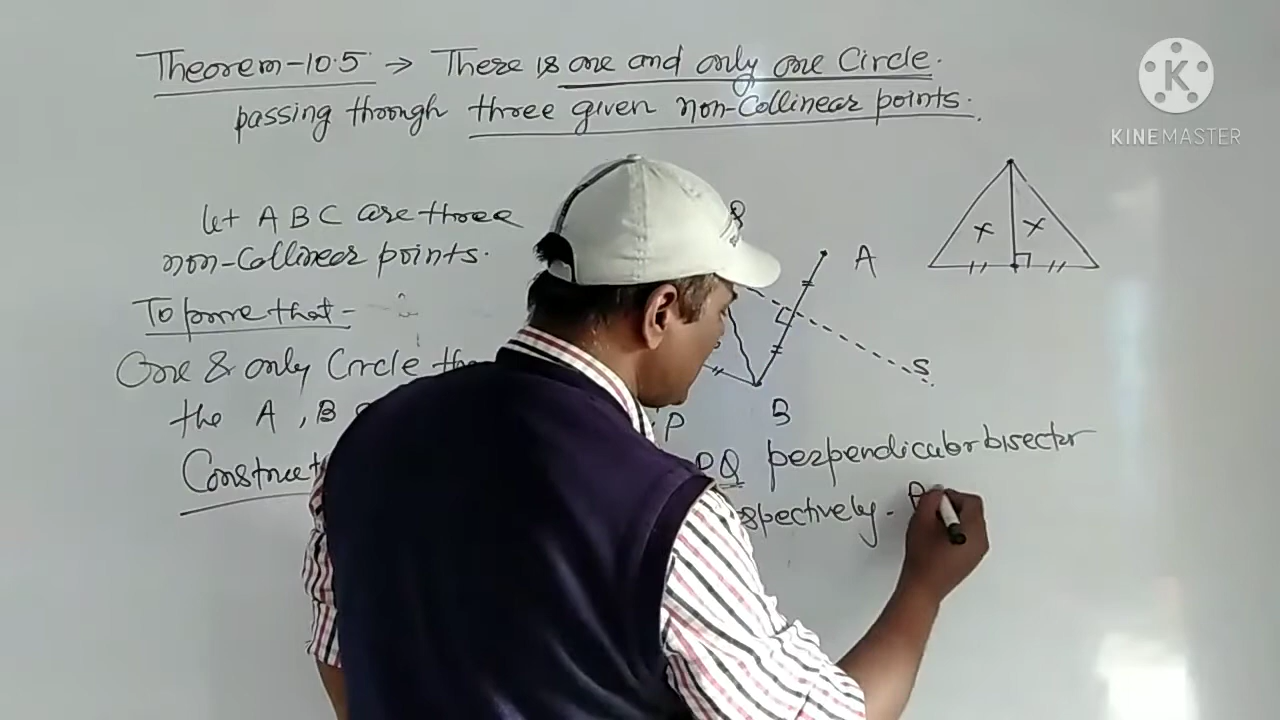 Theorem-10.5 → There is one and only one Circle.
passing through three given non-Collinear points.
K
KINEMASTER
Let A B C are three
non-Collinear points.
To prove that -
One & only Circle
the A, B
Construct
A
B
S
P
PQ perpendicular bisector
spectively.